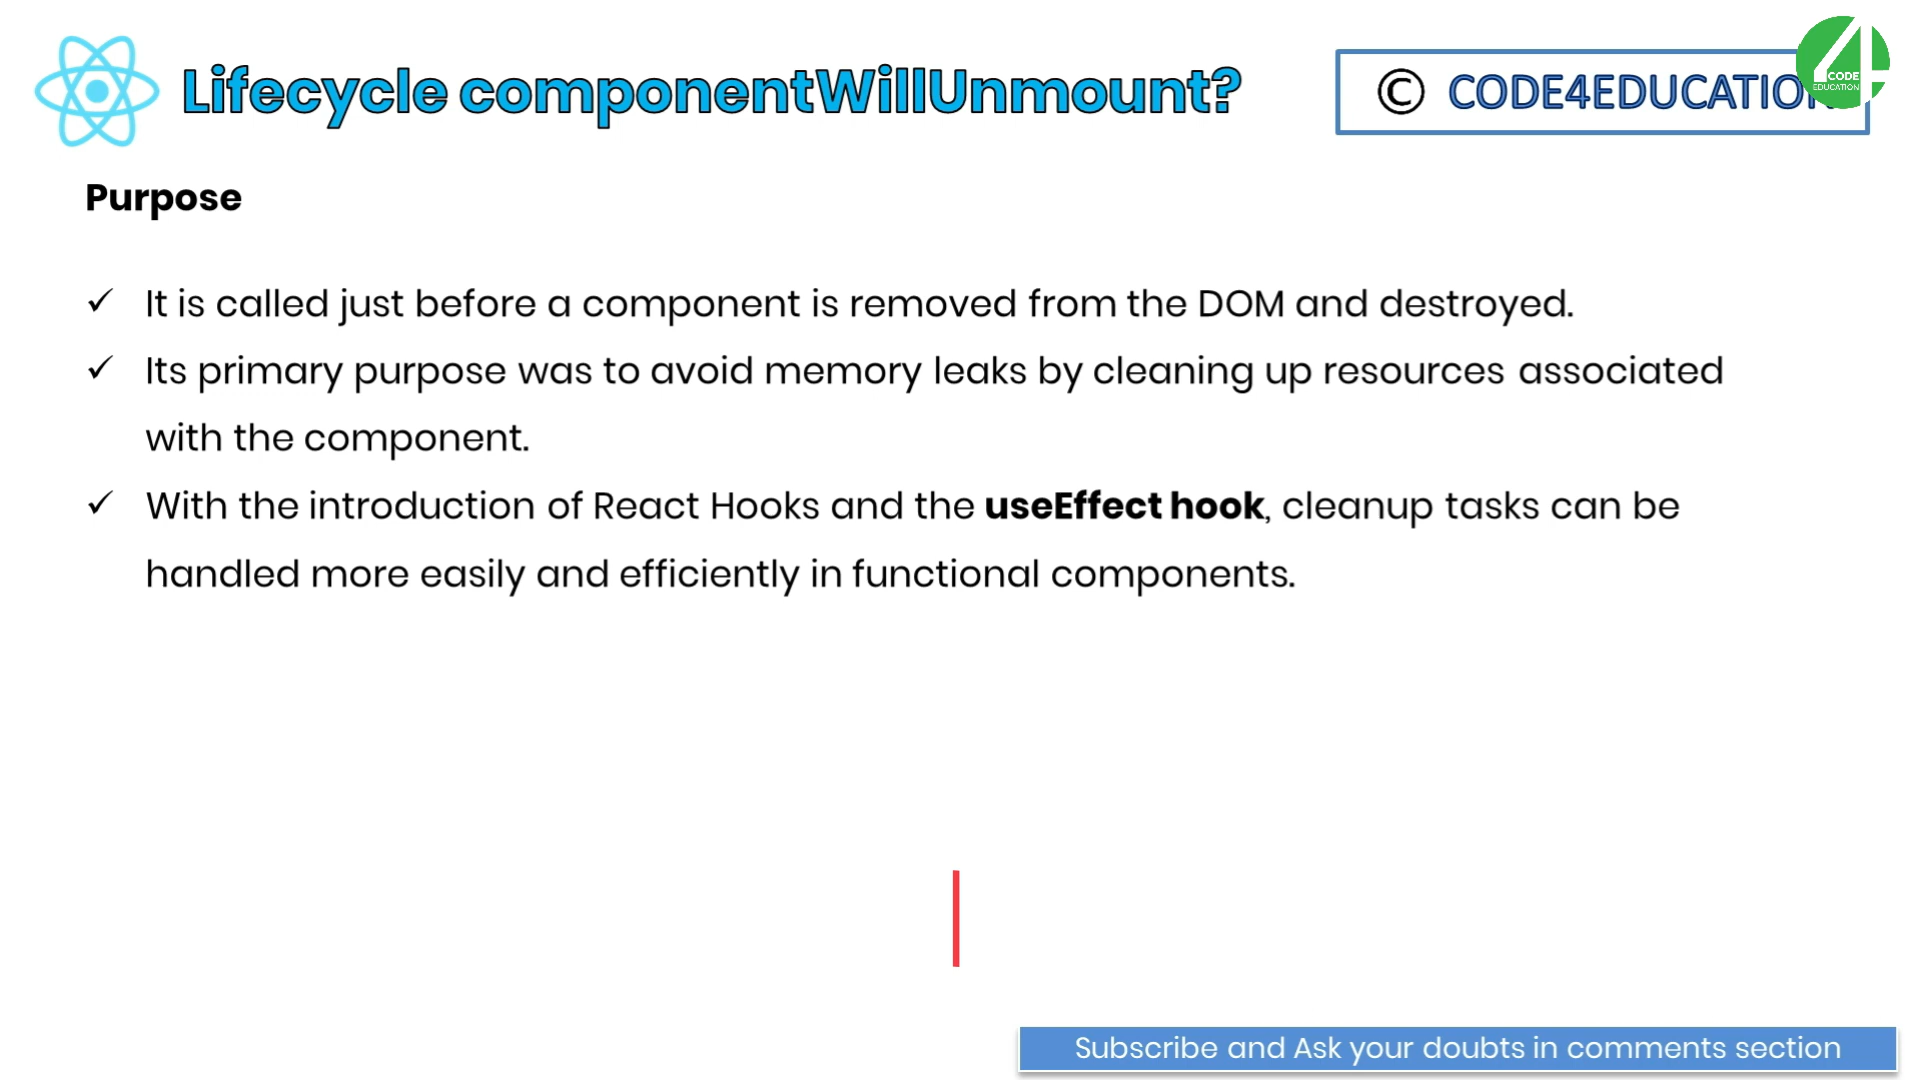 Lifecycle componentWillUnmount?
© CODE4EDUCATION
CODE
EDUCATION
Purpose
✓ It is called just before a component is removed from the DOM and destroyed.
✓ Its primary purpose was to avoid memory leaks by cleaning up resources associated
with the component.
✓ With the introduction of React Hooks and the useEffect hook, cleanup tasks can be
handled more easily and efficiently in functional components.
Subscribe and Ask your doubts in comments section